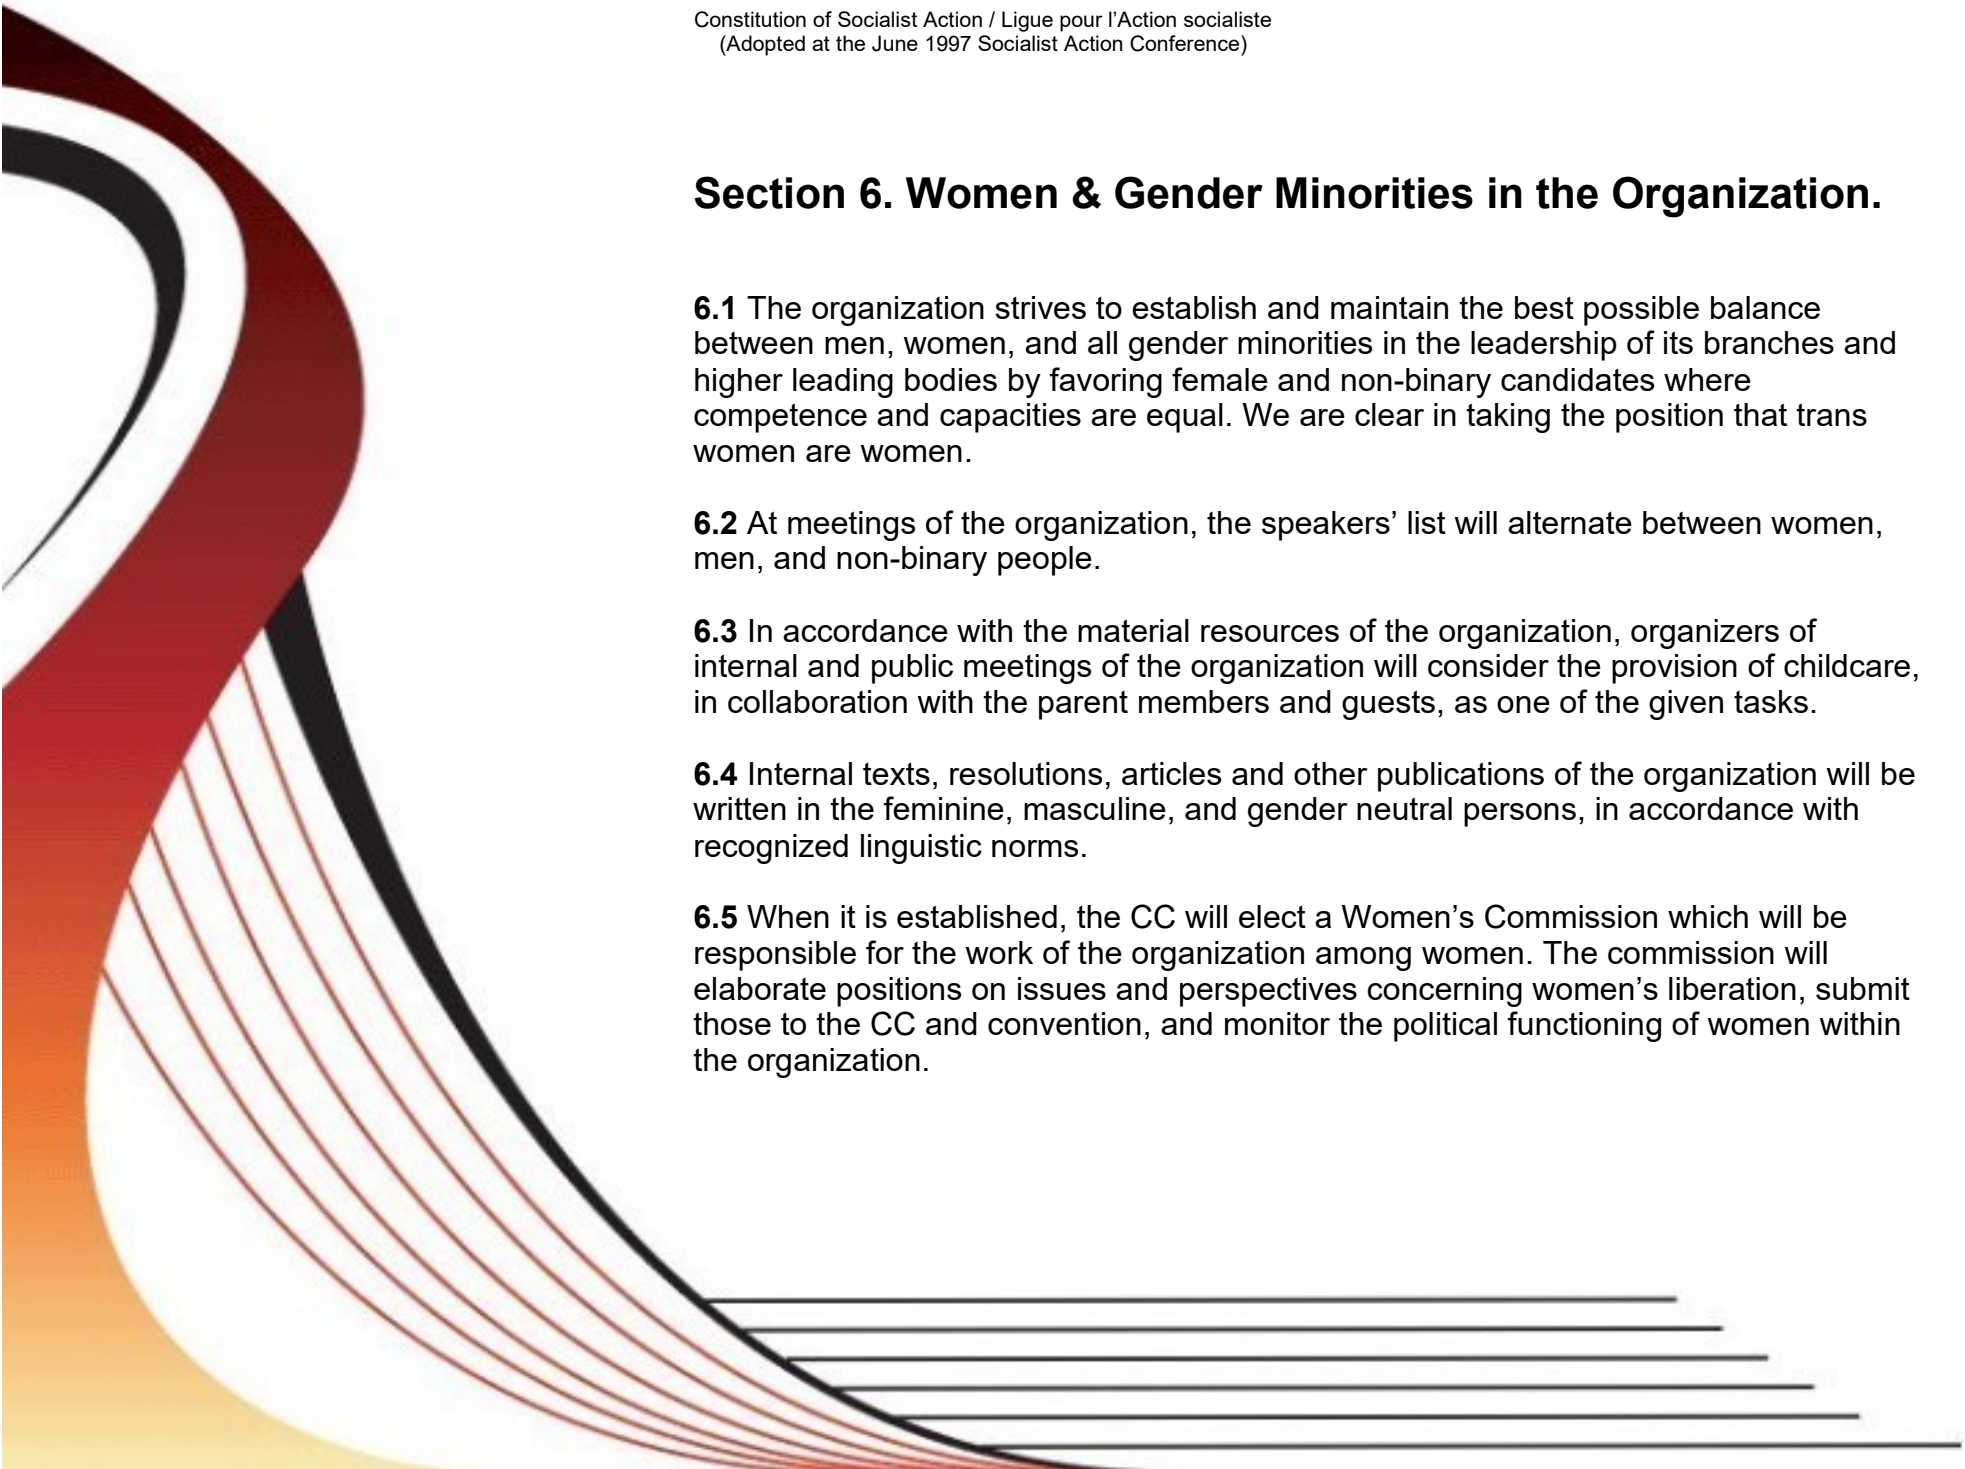 Constitution of Socialist Action / Ligue pour l’Action socialiste
(Adopted at the June 1997 Socialist Action Conference)
Section 6. Women & Gender Minorities in the Organization.
6.1 The organization strives to establish and maintain the best possible balance
between men, women, and all gender minorities in the leadership of its branches and
higher leading bodies by favoring female and non-binary candidates where
competence and capacities are equal. We are clear in taking the position that trans
women are women.
6.2 At meetings of the organization, the speakers’ list will alternate between women,
men, and non-binary people.
6.3 In accordance with the material resources of the organization, organizers of
internal and public meetings of the organization will consider the provision of childcare,
in collaboration with the parent members and guests, as one of the given tasks.
6.4 Internal texts, resolutions, articles and other publications of the organization will be
written in the feminine, masculine, and gender neutral persons, in accordance with
recognized linguistic norms.
6.5 When it is established, the CC will elect a Women’s Commission which will be
responsible for the work of the organization among women. The commission will
elaborate positions on issues and perspectives concerning women’s liberation, submit
those to the CC and convention, and monitor the political functioning of women within
the organization.